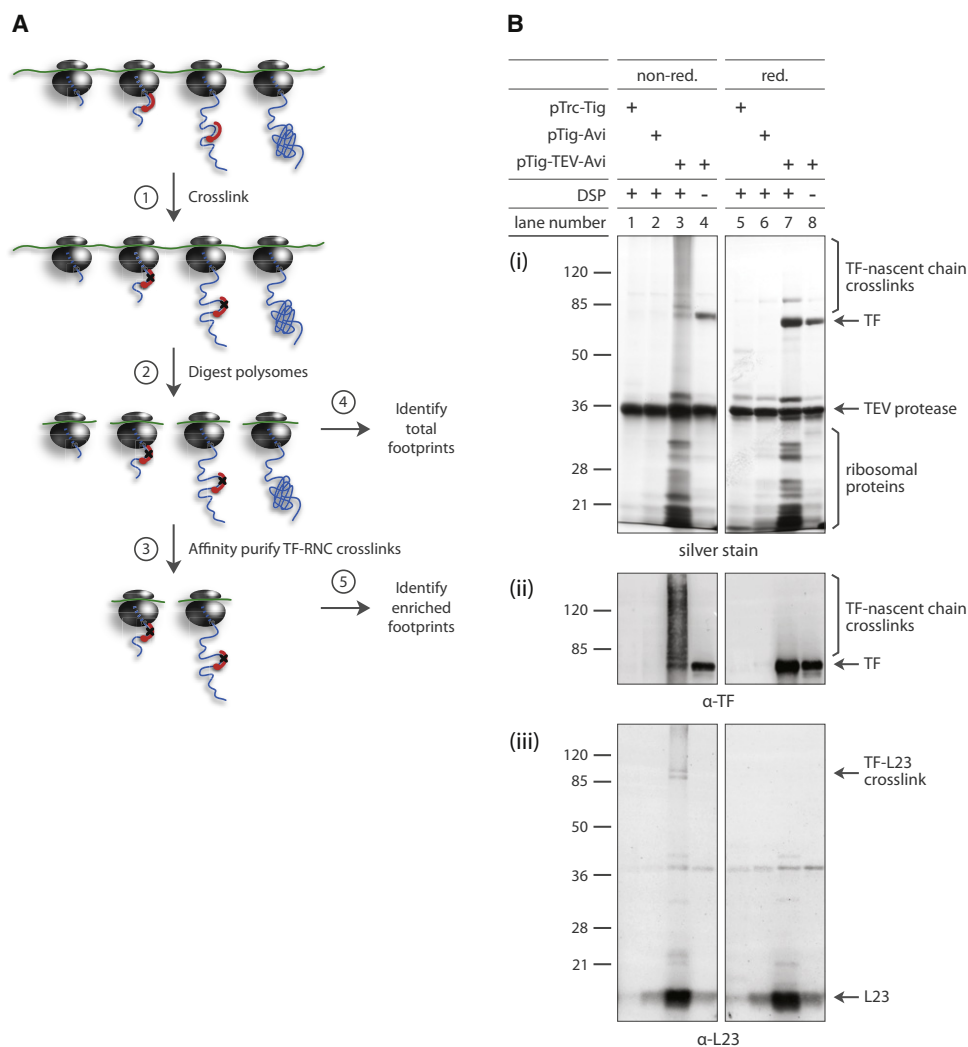 A
1 Crosslink
2 Digest polysomes
4
Identify
total
footprints
3 Affinity purify TF-RNC crosslinks
5
Identify
enriched
footprints
B
non-red. red.
pTrc-Tig + +
pTig-Avi + +
pTig-TEV-Avi + + + +
DSP + + + - + + + -
lane number 1 2 3 4 5 6 7 8
(i)
120
85
50
36
28
21
TF-nascent chain
crosslinks
TF
TEV protease
ribosomal
proteins
silver stain
(ii)
120
85
TF-nascent chain
crosslinks
TF
α-TF
(iii)
120
85
50
36
28
21
TF-L23
crosslink
L23
α-L23